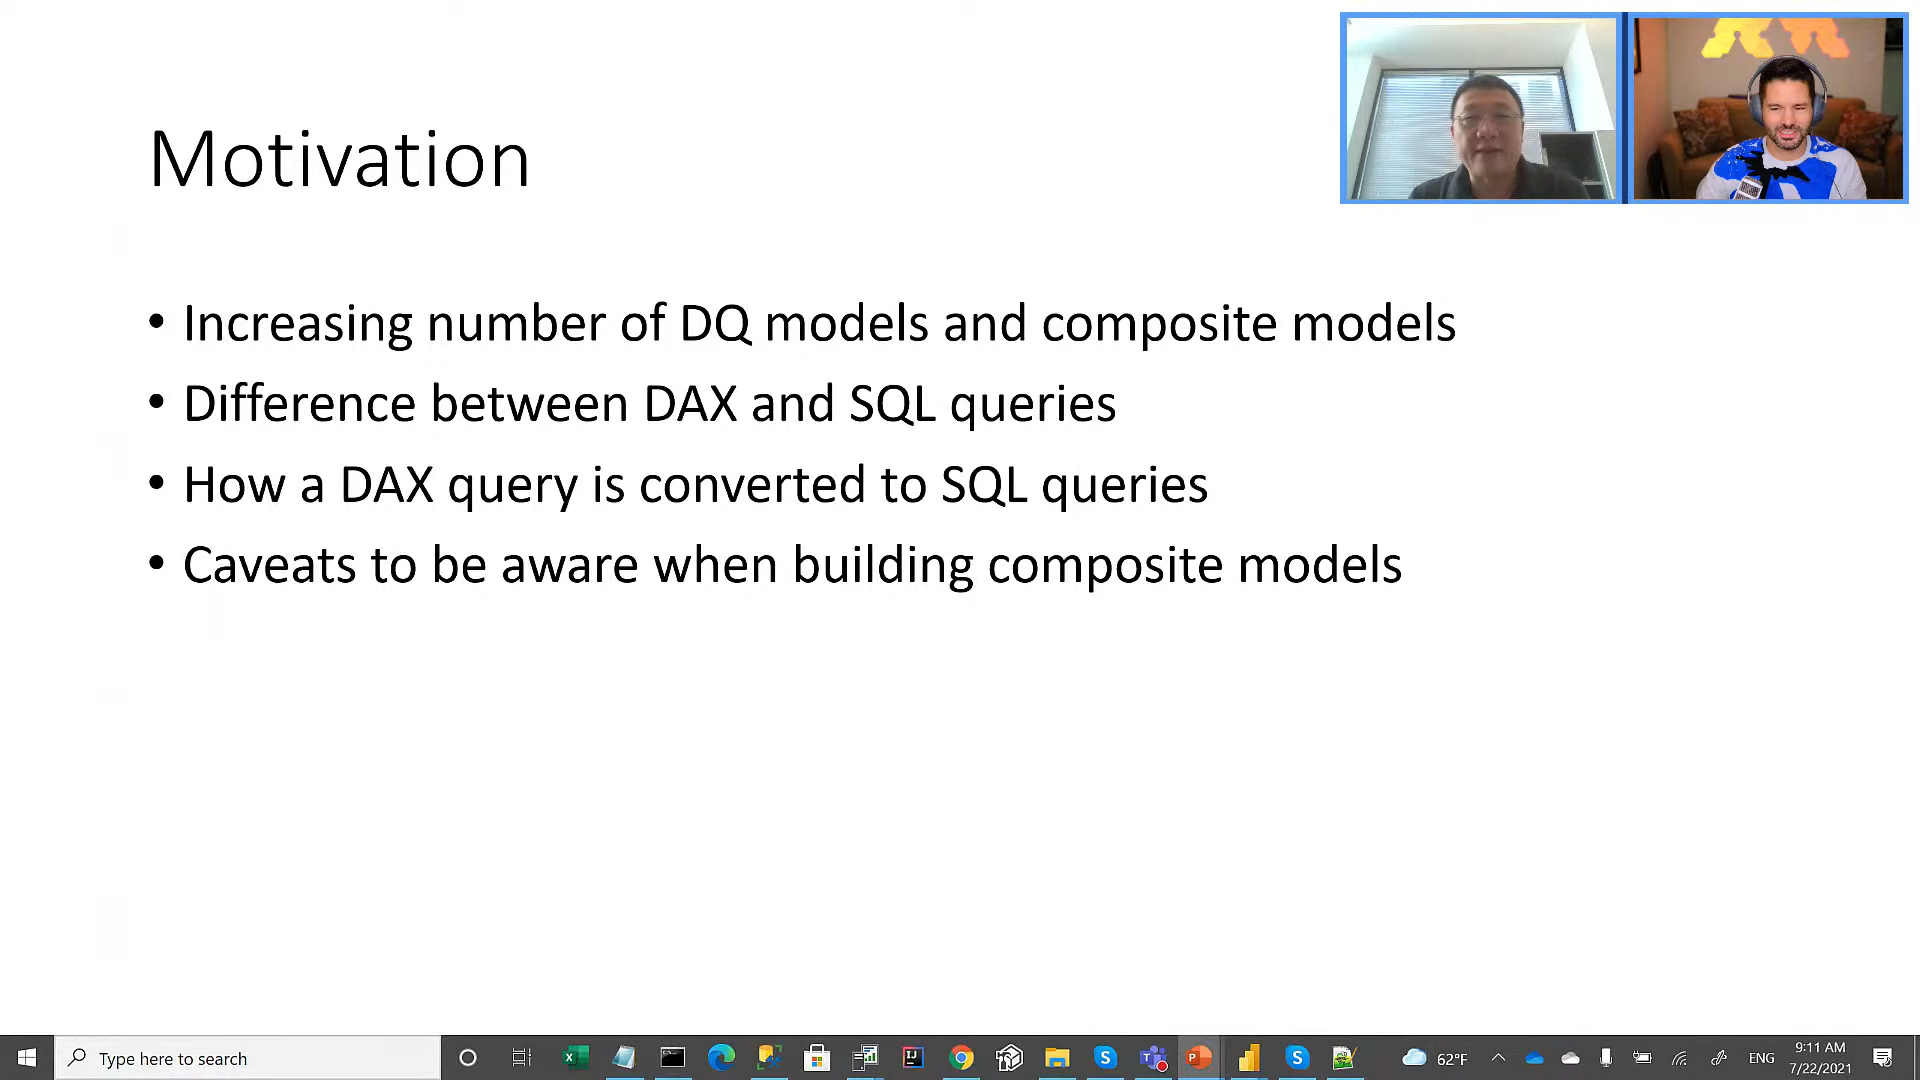 Motivation
• Increasing number of DQ models and composite models
• Difference between DAX and SQL queries
• How a DAX query is converted to SQL queries
• Caveats to be aware when building composite models
Type here to search
62°F
ENG
9:11 AM
7/22/2021